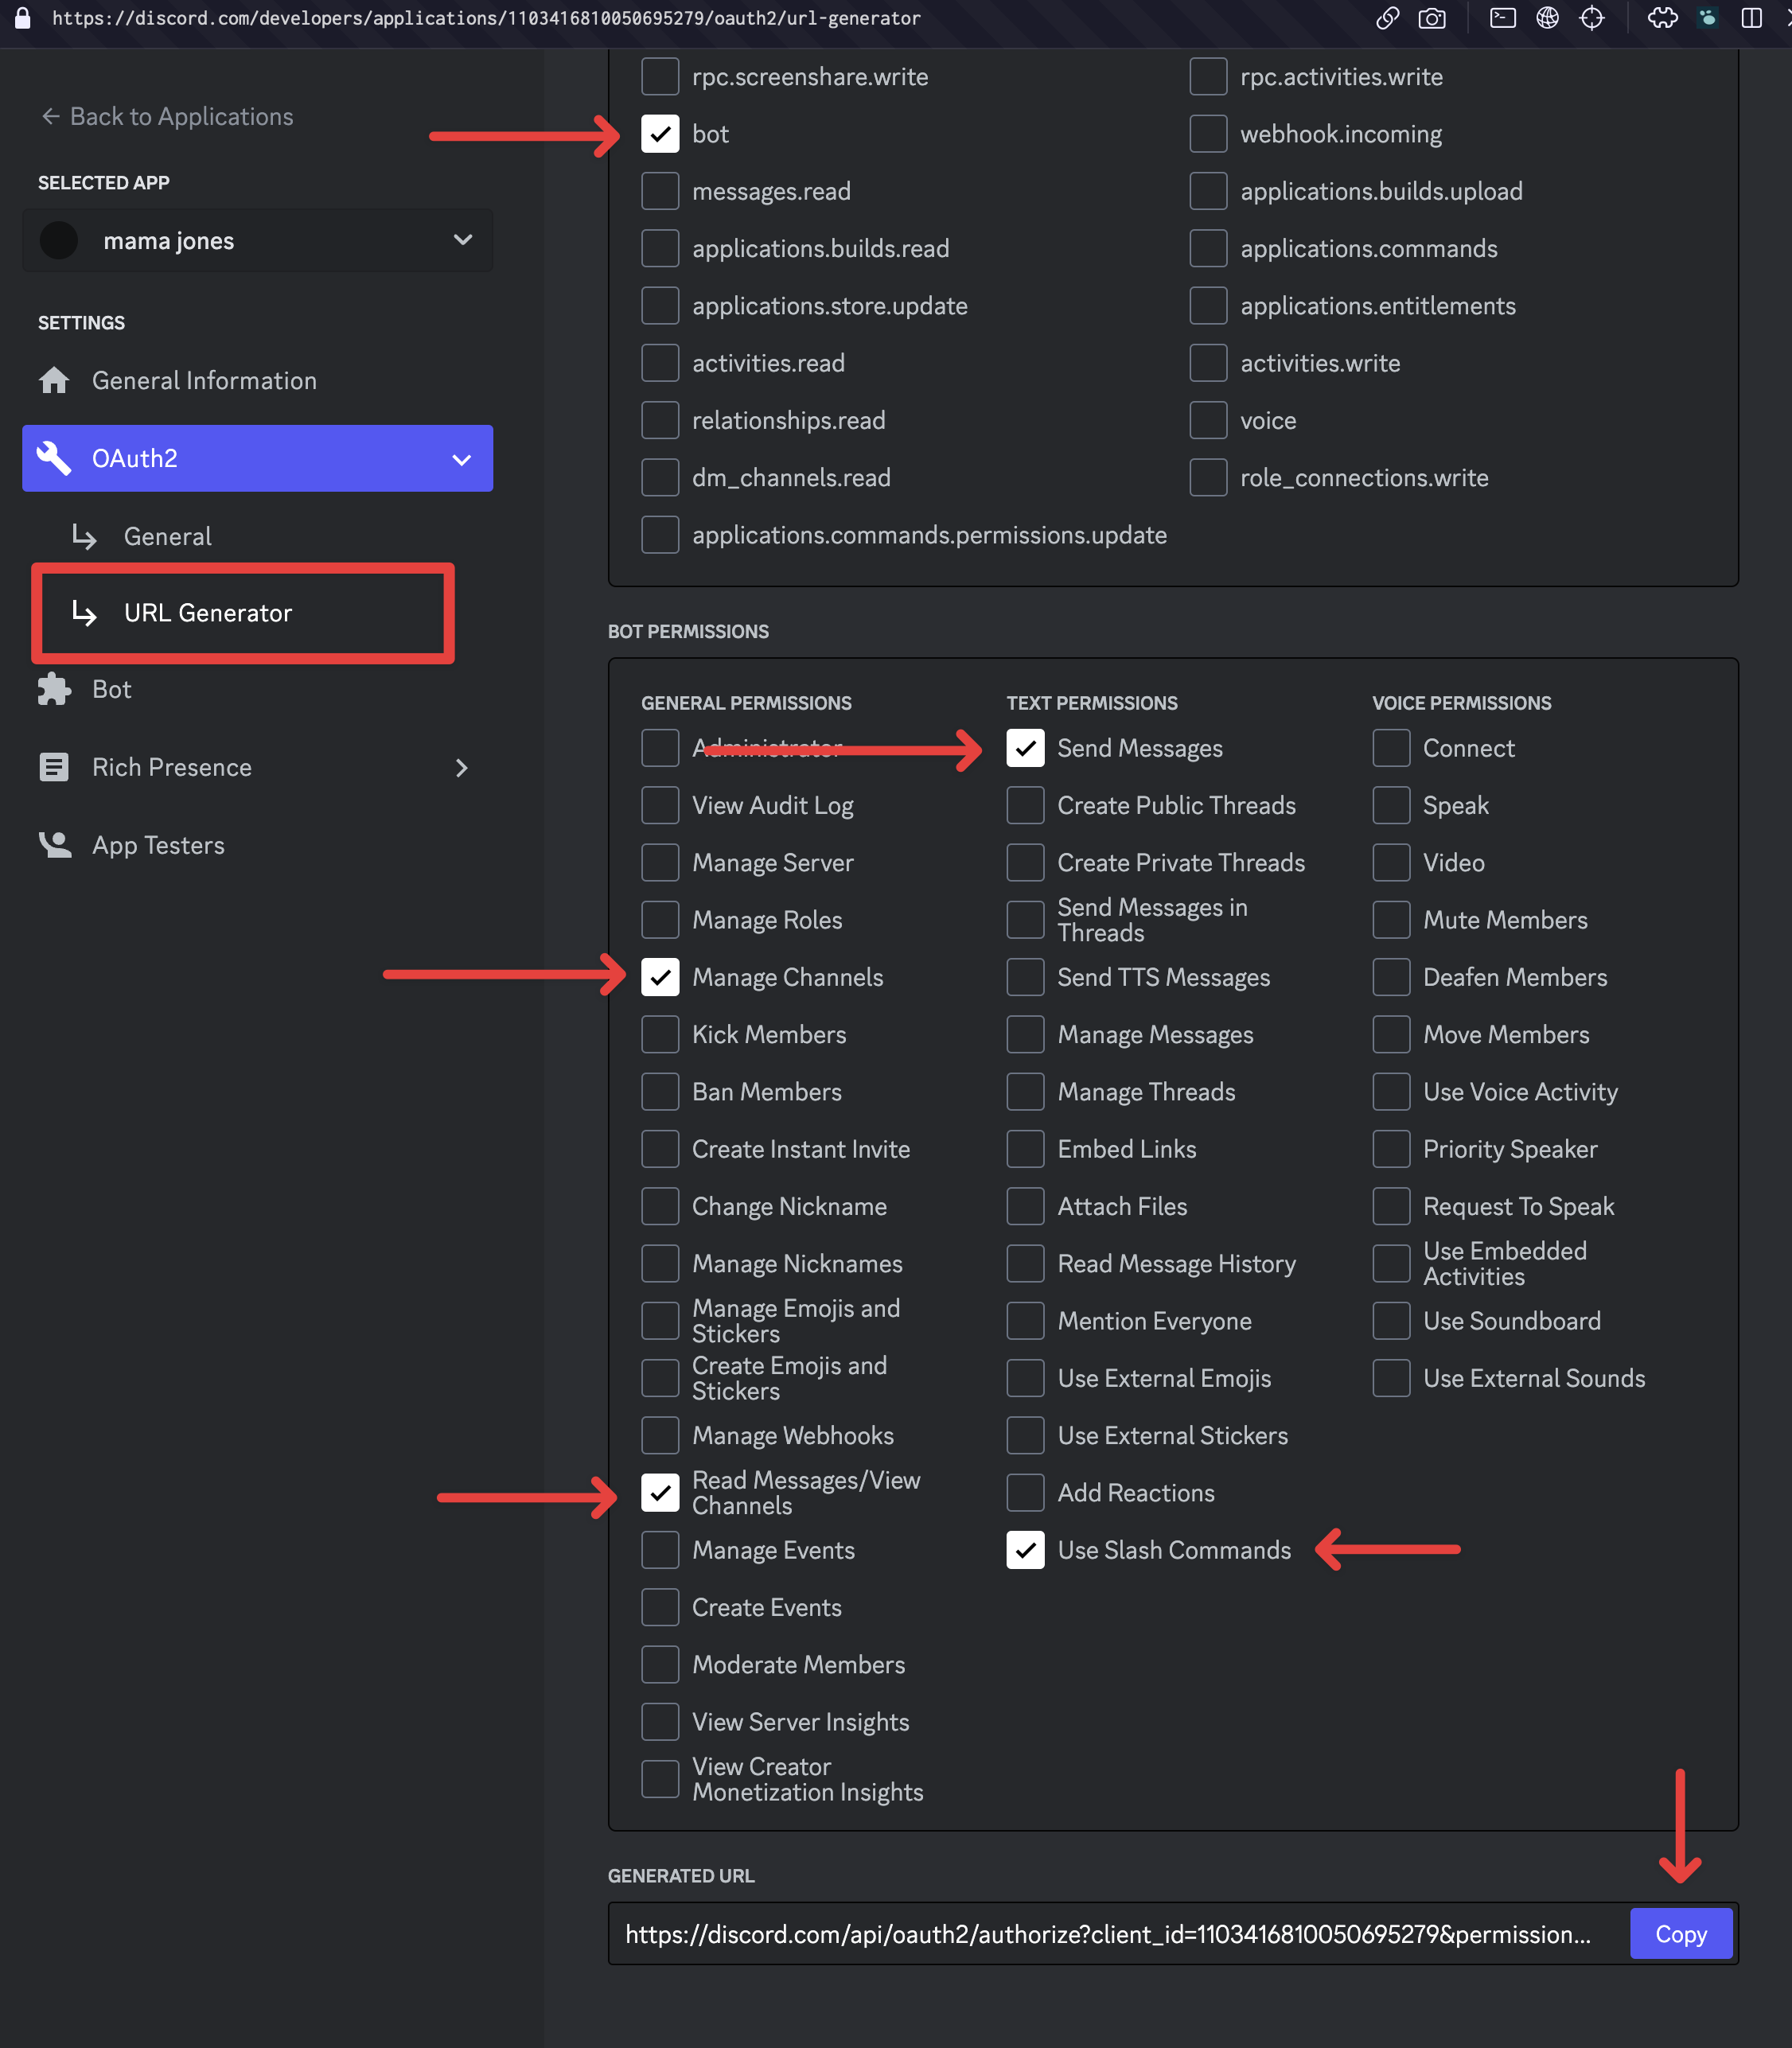 https://discord.com/developers/applications/1103416810050695279/oauth2/url-generator
← Back to Applications
SELECTED APP
mama jones
SETTINGS
General Information
OAuth2
General
URL Generator
Bot
Rich Presence
App Testers
rpc.screenshare.write
rpc.activities.write
bot
webhook.incoming
messages.read
applications.builds.upload
applications.builds.read
applications.commands
applications.store.update
applications.entitlements
activities.read
activities.write
relationships.read
voice
dm_channels.read
role_connections.write
applications.commands.permissions.update
BOT PERMISSIONS
GENERAL PERMISSIONS
Administrator
View Audit Log
Manage Server
Manage Roles
Manage Channels
Kick Members
Ban Members
Create Instant Invite
Change Nickname
Manage Nicknames
Manage Emojis and
Stickers
Create Emojis and
Stickers
Manage Webhooks
Read Messages/View
Channels
Manage Events
Create Events
Moderate Members
View Server Insights
View Creator
Monetization Insights
TEXT PERMISSIONS
Send Messages
Create Public Threads
Create Private Threads
Send Messages in
Threads
Send TTS Messages
Manage Messages
Manage Threads
Embed Links
Attach Files
Read Message History
Mention Everyone
Use External Emojis
Use External Stickers
Add Reactions
Use Slash Commands
VOICE PERMISSIONS
Connect
Speak
Video
Mute Members
Deafen Members
Move Members
Use Voice Activity
Priority Speaker
Request To Speak
Use Embedded
Activities
Use Soundboard
Use External Sounds
GENERATED URL
https://discord.com/api/oauth2/authorize?client_id=1103416810050695279&permission...
Copy